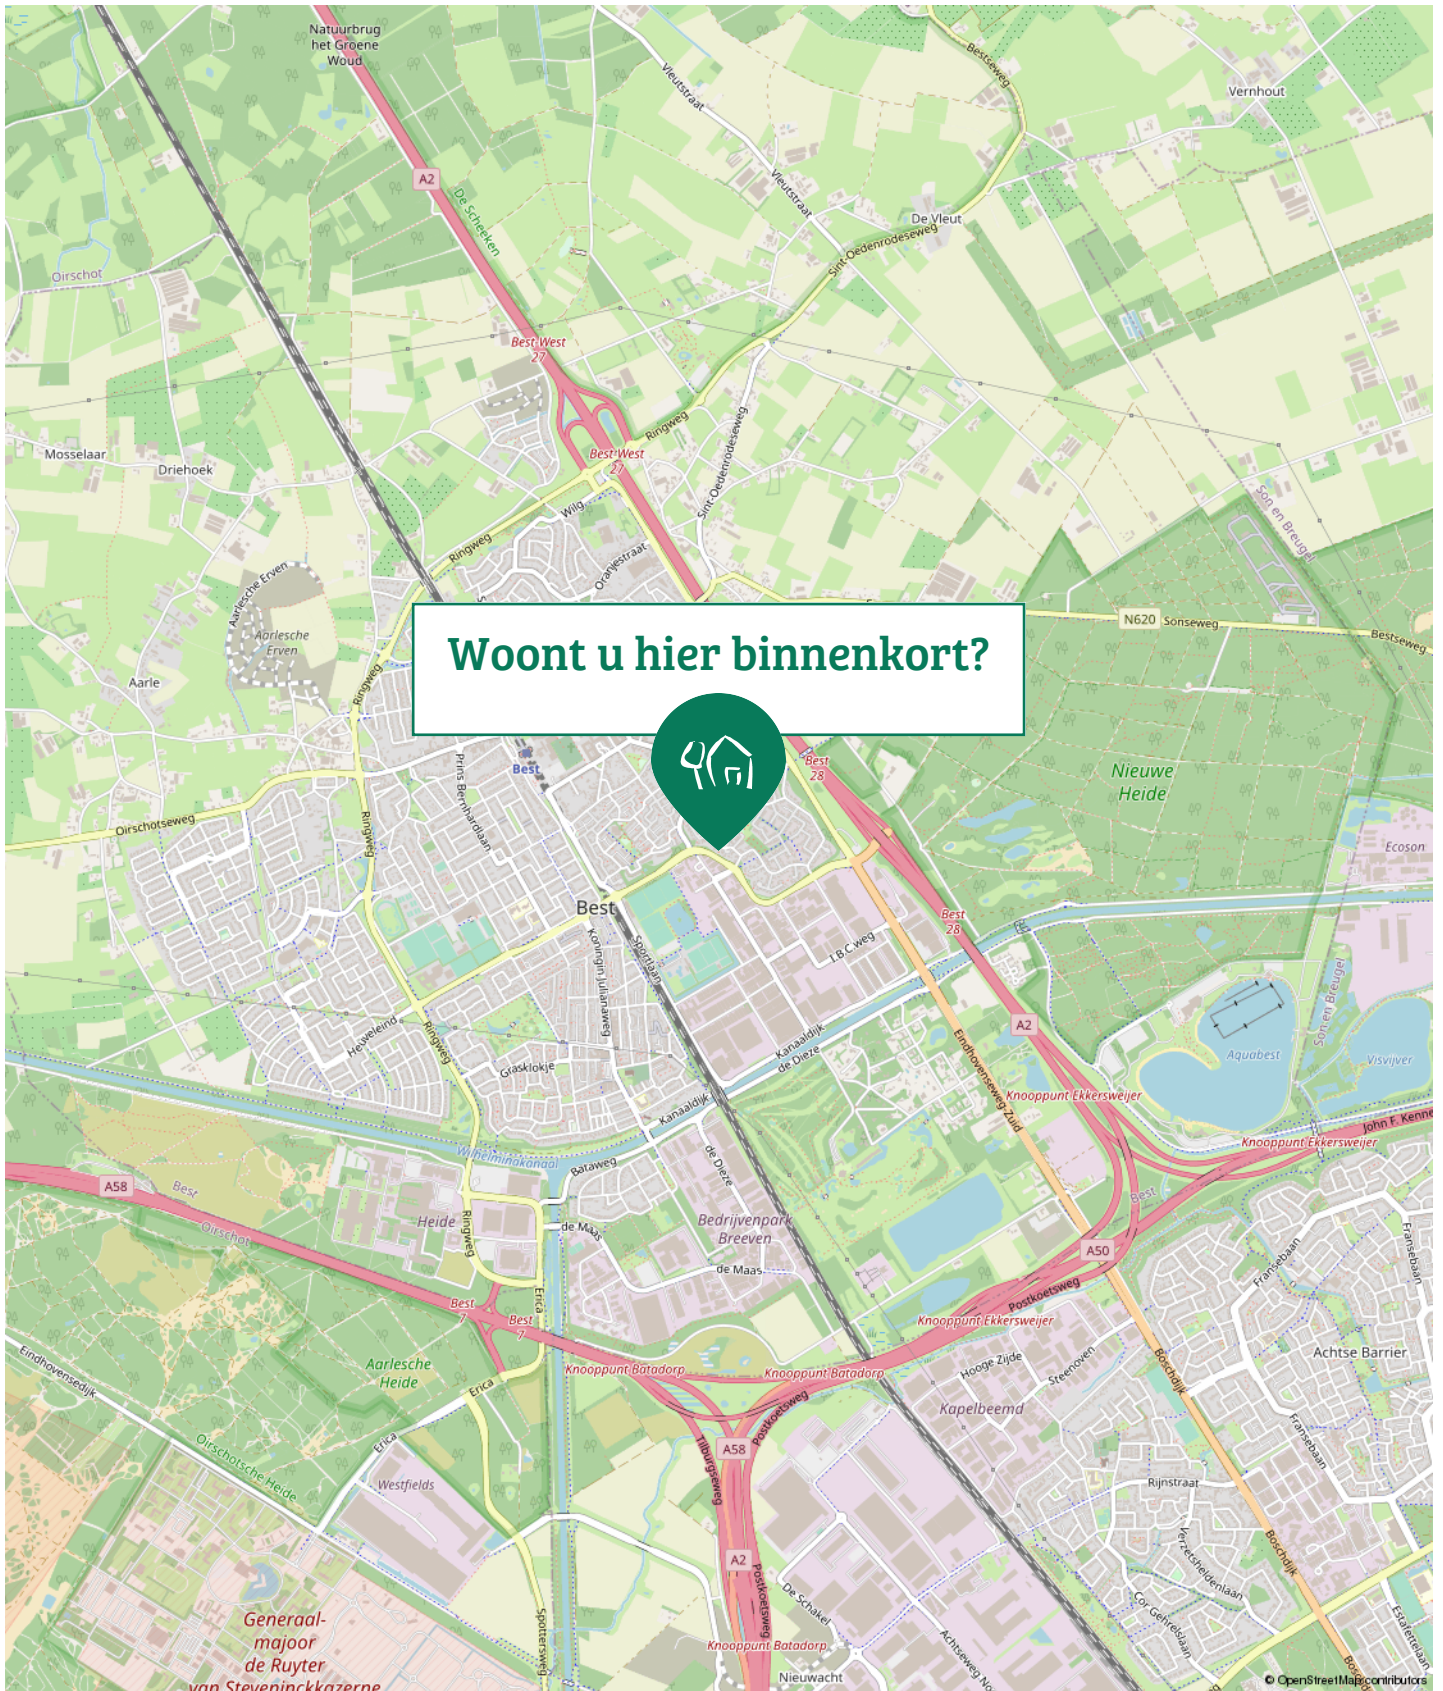 Natuurbrug
het Groene
Woud
Vleutstraat
Bestseweg
Vernhout
A2
De Scheeken
Vleutstraat
De Vleut
Sint-Oedenrodeseweg
Oirschot
Best-West
27
Ringweg
Sint-Oedenrodeseweg
Mosselaar
Driehoek
Best-West
27
Wilg
Ringweg
Oranjestraat
Son en Breugel
Aarlesche Erven
Aarlesche
Erven
N620
Sonseweg
Bestseweg
Woont u hier binnenkort?
Aarle
Ringweg
Best
Prins Bernhardlaan
Best
28
Nieuwe
Heide
Oirschotseweg
Ringweg
Ecoson
Best
Best
28
Koningin Julianaweg
Sportlaan
I.B.C.weg
Son en Breugel
Heuveleind
Ringweg
Kanaaldijk
de Dieze
A2
Eindhovenseweg-Zuid
Aquabest
Visvijver
Grasklokje
Kanaaldijk
Knooppunt Ekkersweijer
John F. Kenne
Knooppunt Ekkersweijer
Wilhelminakanaal
Bataweg
de Dieze
A58
Best
Best
Oirschot
Heide
Ringweg
de Maas
Bedrijvenpark
Breeven
de Maas
A50
Fransebaan
Fransebaan
Erica
Postkoetsweg
Best
7
Best
7
Knooppunt Ekkersweijer
Eindhovensedijk
Aarlesche
Heide
Erica
Knooppunt Batadorp
Knooppunt Batadorp
Hooge Zijde
Steenoven
Boschdijk
Achtse Barrier
Postkoetsweg
Kapelbeemd
Fransebaan
Oirschotsche Heide
Erica
Tilburgseweg
A58
Westfields
Rijnstraat
Verzetsheldenlaan
Boschdijk
A2
Postkoetsweg
De Schakel
Cor Gehrelslaan
Estafettelaan
Generaal-
majoor
de Ruyter
van Steveninckkazerne
Spottersweg
Knooppunt Batadorp
Nieuwacht
Achtseweg No
© OpenStreetMap contributors